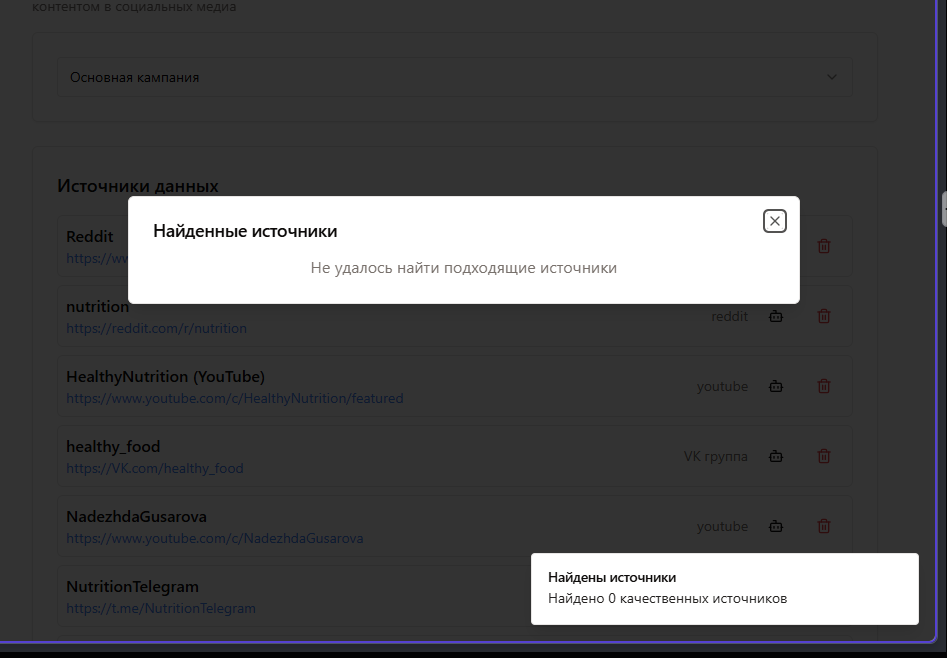 контентом в социальных медиа
Основная кампания
Источники данных
Найденные источники
Не удалось найти подходящие источники
Reddit
https://ww
nutrition
https://reddit.com/r/nutrition
reddit
HealthyNutrition (YouTube)
https://www.youtube.com/c/HealthyNutrition/featured
youtube
healthy_food
https://VK.com/healthy_food
VK группа
NadezhdaGusarova
https://www.youtube.com/c/NadezhdaGusarova
youtube
NutritionTelegram
https://t.me/NutritionTelegram
Найдены источники
Найдено 0 качественных источников